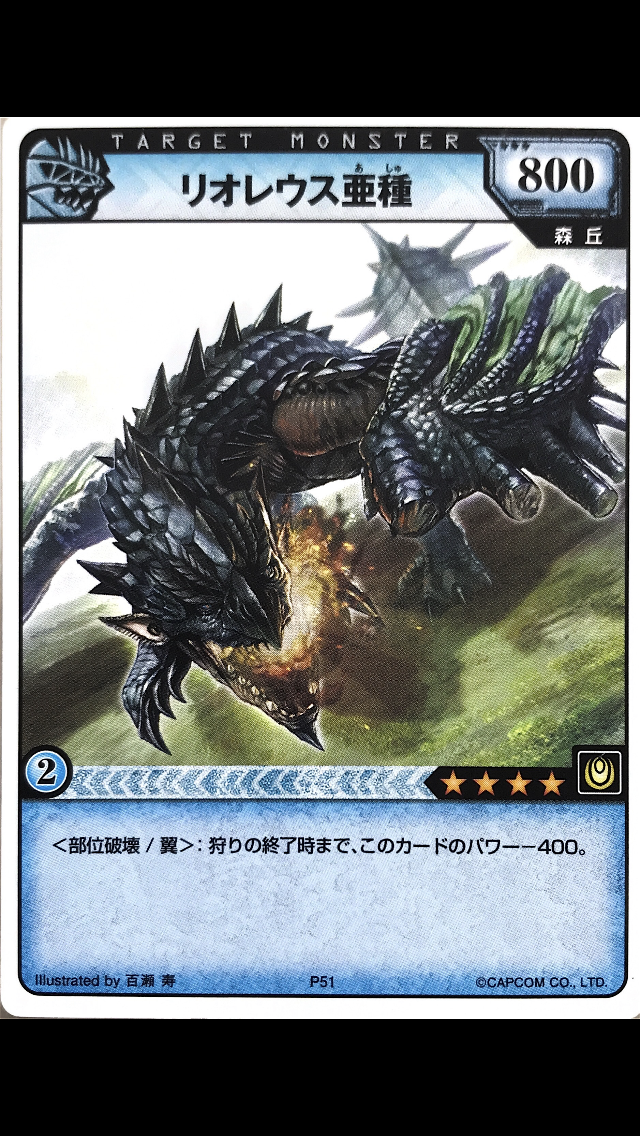 TARGET MONSTER
リオレウス亜種
あ しゅ
800
森丘
2
<部位破壊 / 翼>: 狩りの終了時まで、このカードのパワー−400。
Illustrated by 百瀬 寿
P51
©CAPCOM CO., LTD.